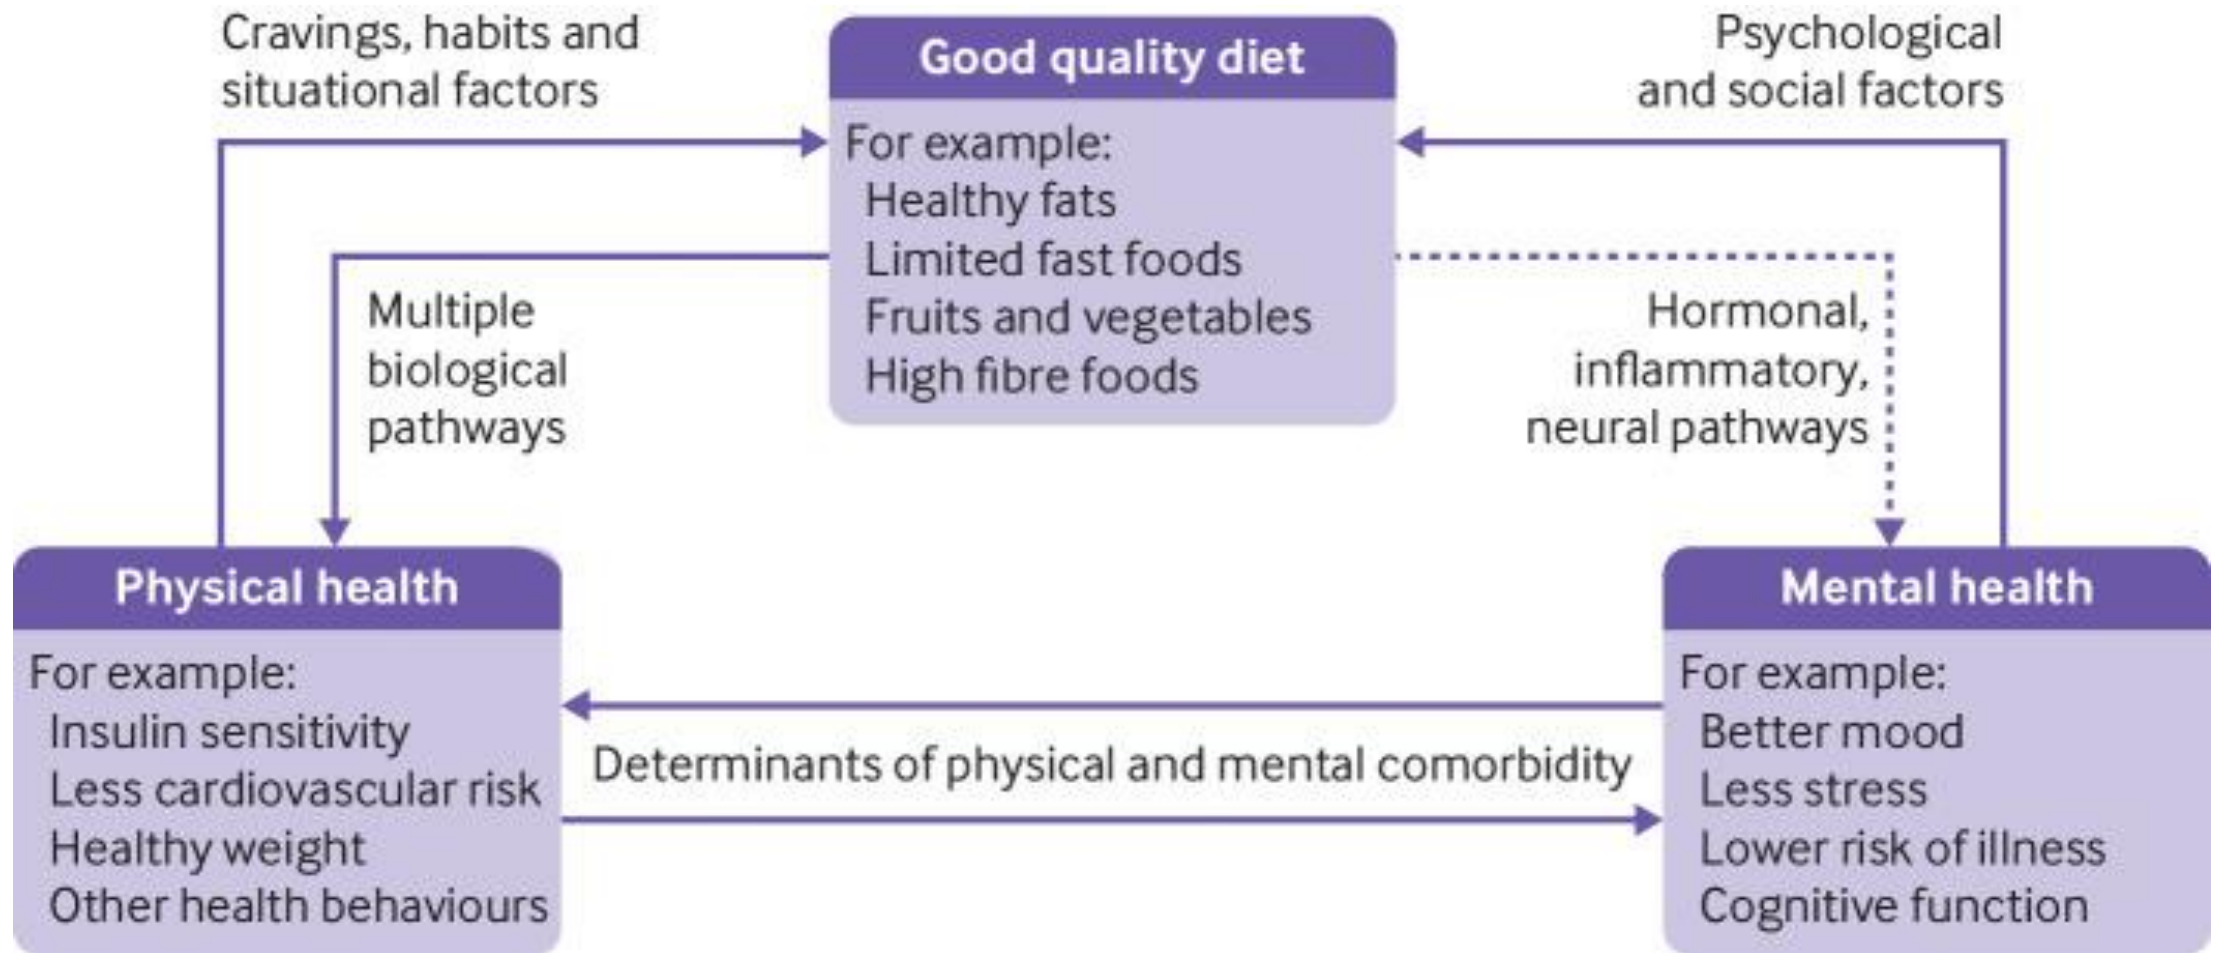 Cravings, habits and
situational factors
Good quality diet
For example:
Healthy fats
Limited fast foods
Fruits and vegetables
High fibre foods
Psychological
and social factors
Multiple
biological
pathways
Hormonal,
inflammatory,
neural pathways
Physical health
For example:
Insulin sensitivity
Less cardiovascular risk
Healthy weight
Other health behaviours
Determinants of physical and mental comorbidity
Mental health
For example:
Better mood
Less stress
Lower risk of illness
Cognitive function